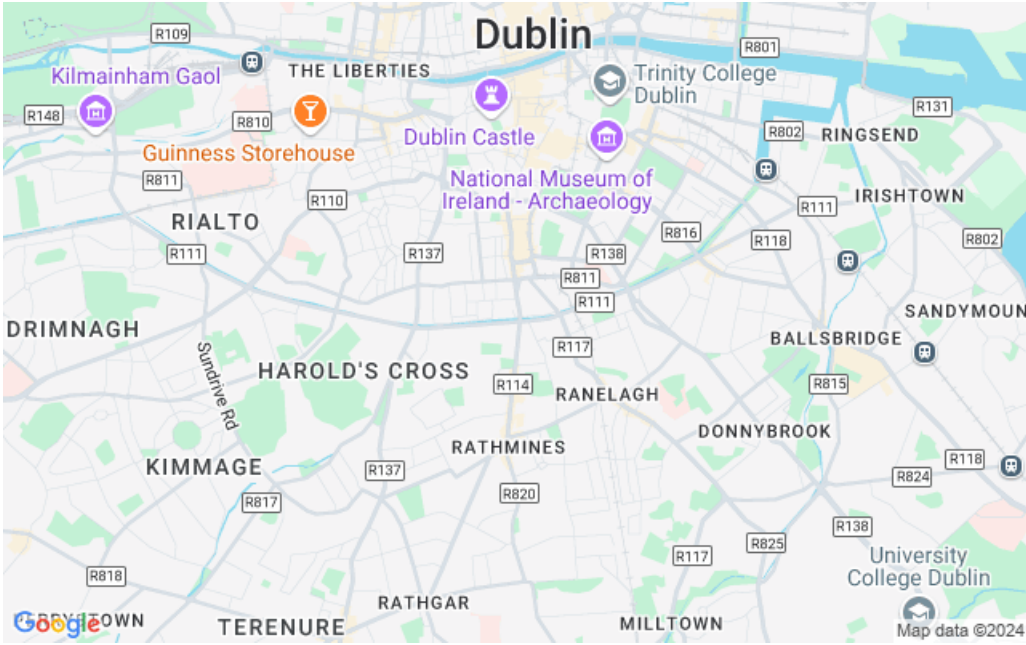 Dublin
R109
R801
Kilmainham Gaol
THE LIBERTIES
Trinity College
Dublin
R148
R810
Dublin Castle
R802
R131
RINGSEND
Guinness Storehouse
R811
National Museum of
Ireland - Archaeology
R110
R111
IRISHTOWN
RIALTO
R816
R118
R802
R111
R137
R138
R811
R111
SANDYMOUN
DRIMNAGH
BALLSBRIDGE
Sundrive Rd
R117
HAROLD'S CROSS
R114
R815
RANELAGH
DONNYBROOK
RATHMINES
KIMMAGE
R137
R118
R824
R817
R820
R138
R825
R117
University
College Dublin
R818
RATHGAR
Google
TOWN
TERENURE
MILLTOWN
Map data ©2024